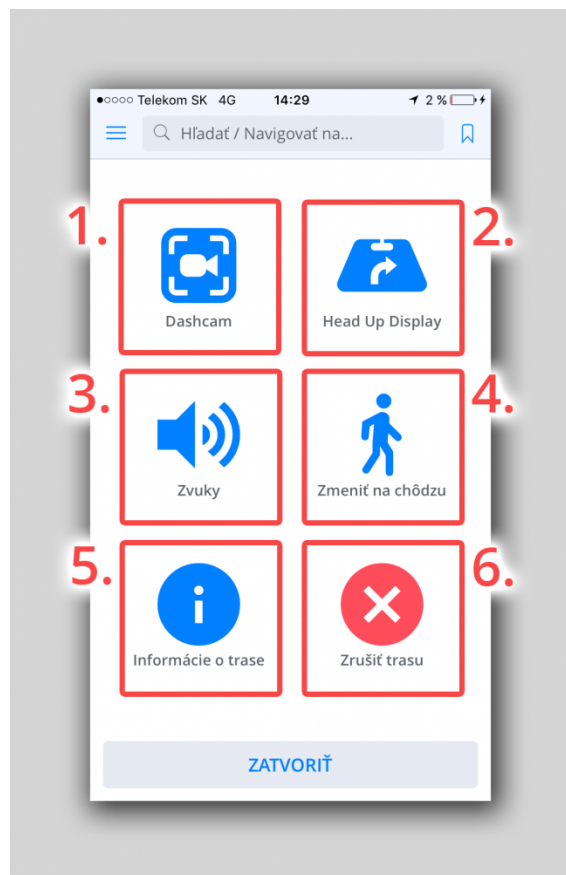 Telekom SK 4G 14:29 2 %
Hľadať / Navigovať na...
1.
2.
Dashcam
Head Up Display
3.
4.
Zvuky
Zmeniť na chôdzu
5.
6.
Informácie o trase
Zrušiť trasu
ZATVORIŤ